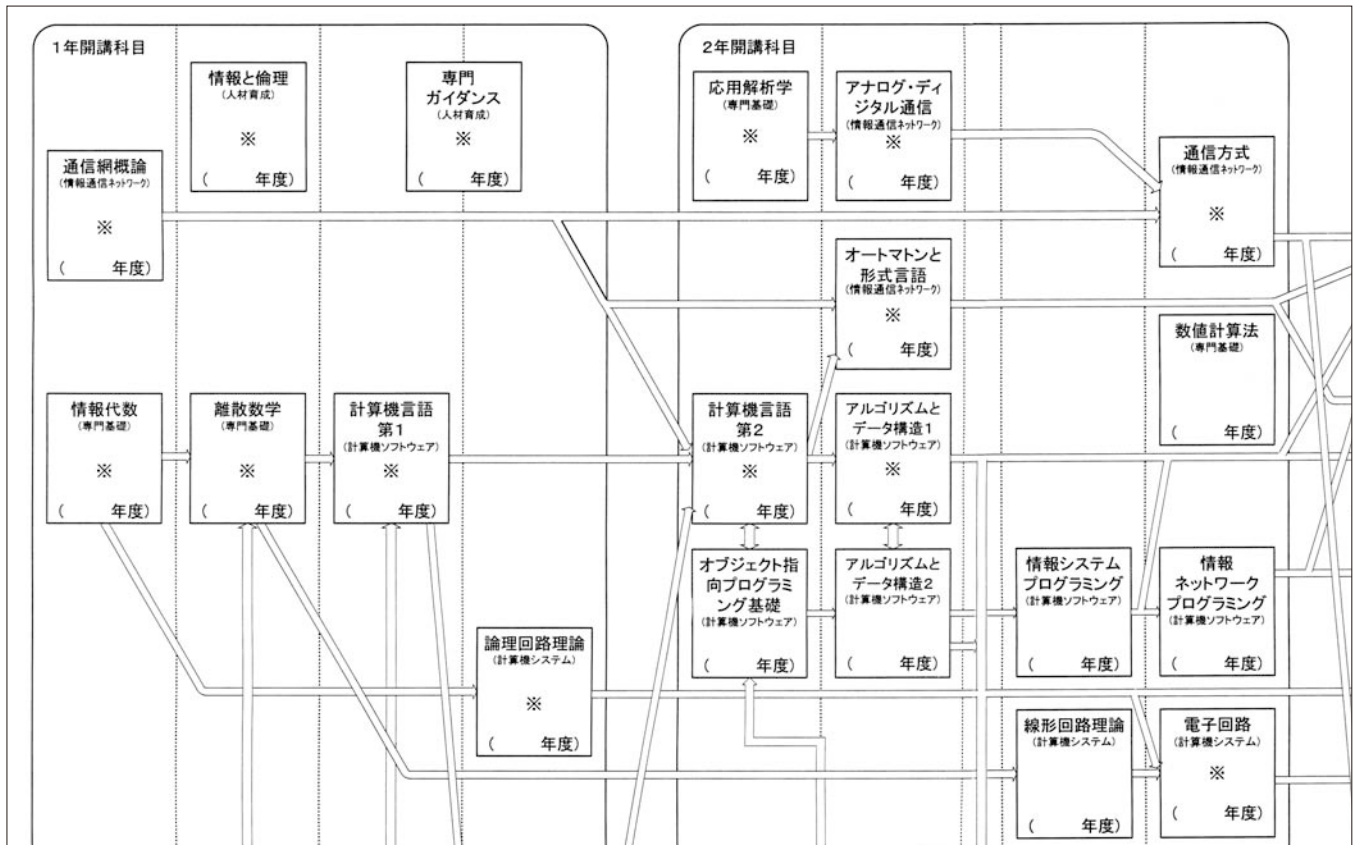 1年開講科目
情報と倫理
(人材育成)
※
( 年度)
専門
ガイダンス
(人材育成)
※
( 年度)
通信網概論
(情報通信ネットワーク)
※
( 年度)
情報代数
(専門基礎)
※
( 年度)
離散数学
(専門基礎)
※
( 年度)
計算機言語
第1
(計算機ソフトウェア)
※
( 年度)
論理回路理論
(計算機システム)
※
( 年度)
2年開講科目
応用解析学
(専門基礎)
※
( 年度)
アナログ・ディ
ジタル通信
(情報通信ネットワーク)
※
( 年度)
通信方式
(情報通信ネットワーク)
※
( 年度)
オートマトンと
形式言語
(情報通信ネットワーク)
※
( 年度)
数値計算法
(専門基礎)
( 年度)
計算機言語
第2
(計算機ソフトウェア)
※
( 年度)
アルゴリズムと
データ構造1
(計算機ソフトウェア)
※
( 年度)
オブジェクト指
向プログラミ
ング基礎
(計算機ソフトウェア)
( 年度)
アルゴリズムと
データ構造2
(計算機ソフトウェア)
( 年度)
情報システム
プログラミング
(計算機ソフトウェア)
( 年度)
情報
ネットワーク
プログラミング
(計算機ソフトウェア)
( 年度)
線形回路理論
(計算機システム)
( 年度)
電子回路
(計算機システム)
※
( 年度)